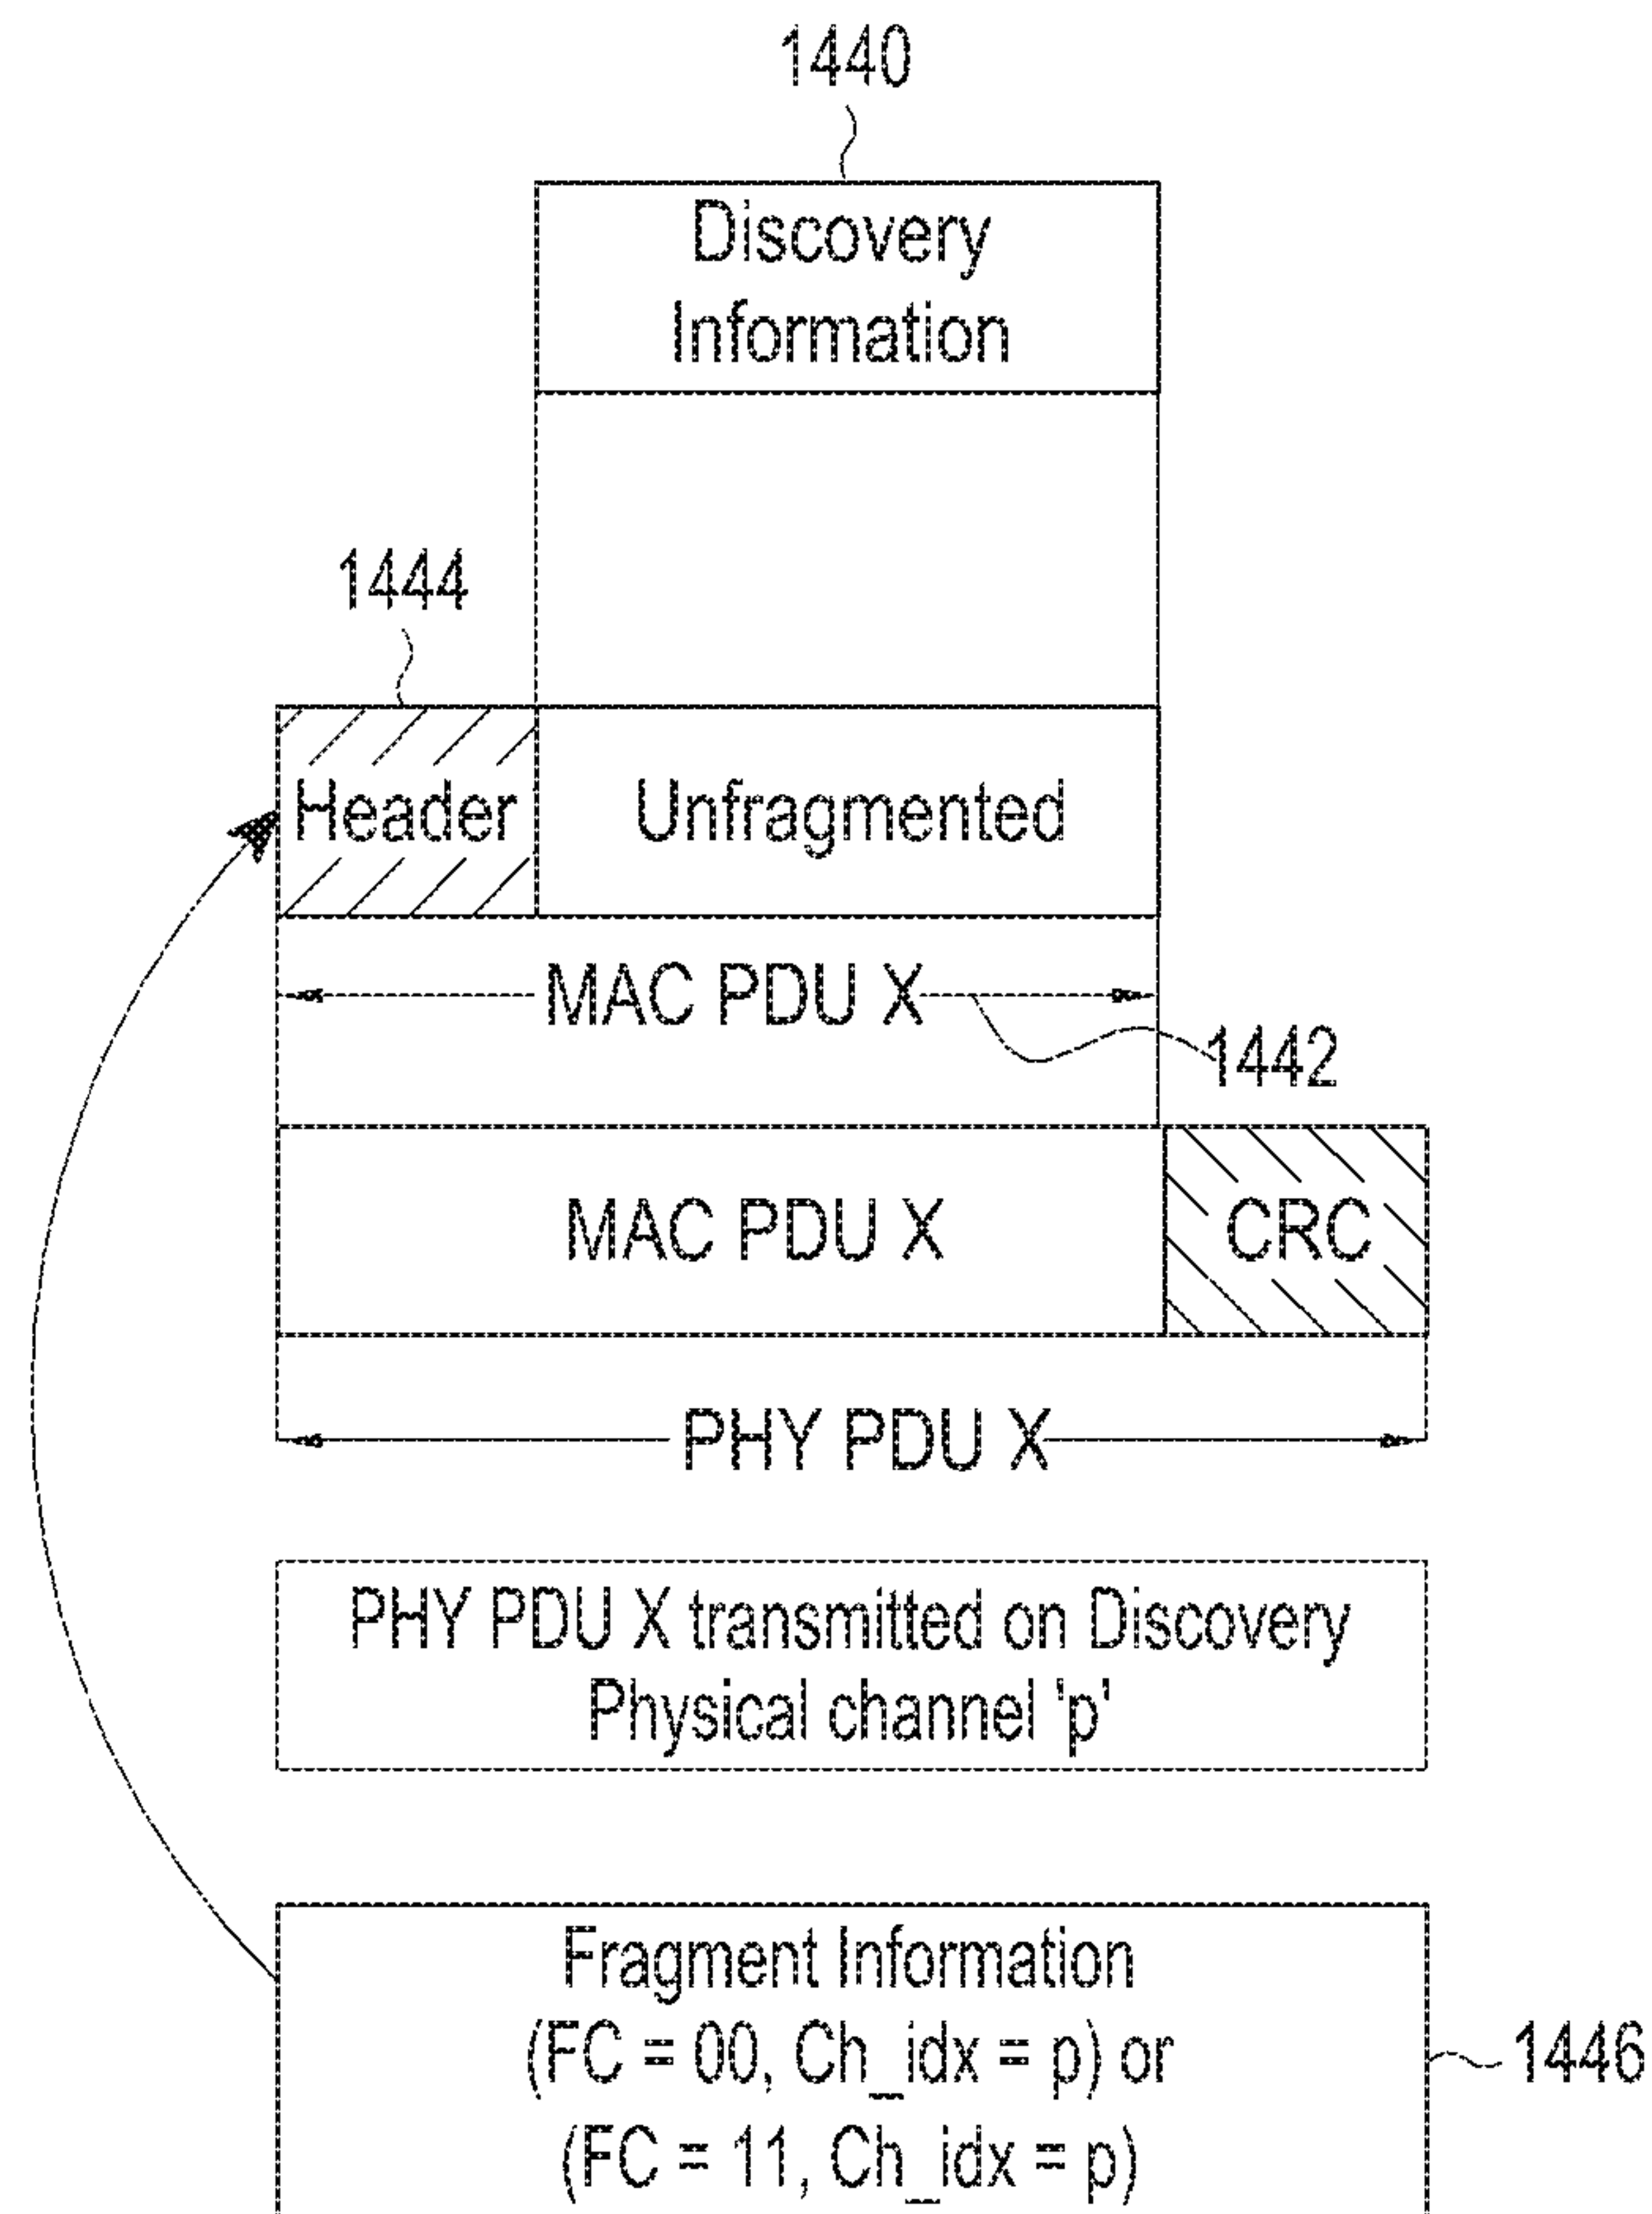 1440
Discovery
Information
1444
Header
Unfragmented
MAC PDU X
1442
MAC PDU X
CRC
PHY PDU X
PHY PDU X transmitted on Discovery
Physical channel 'p'
Fragment Information
(FC = 00, Ch_idx = p) or
(FC = 11, Ch_idx = p)
1446